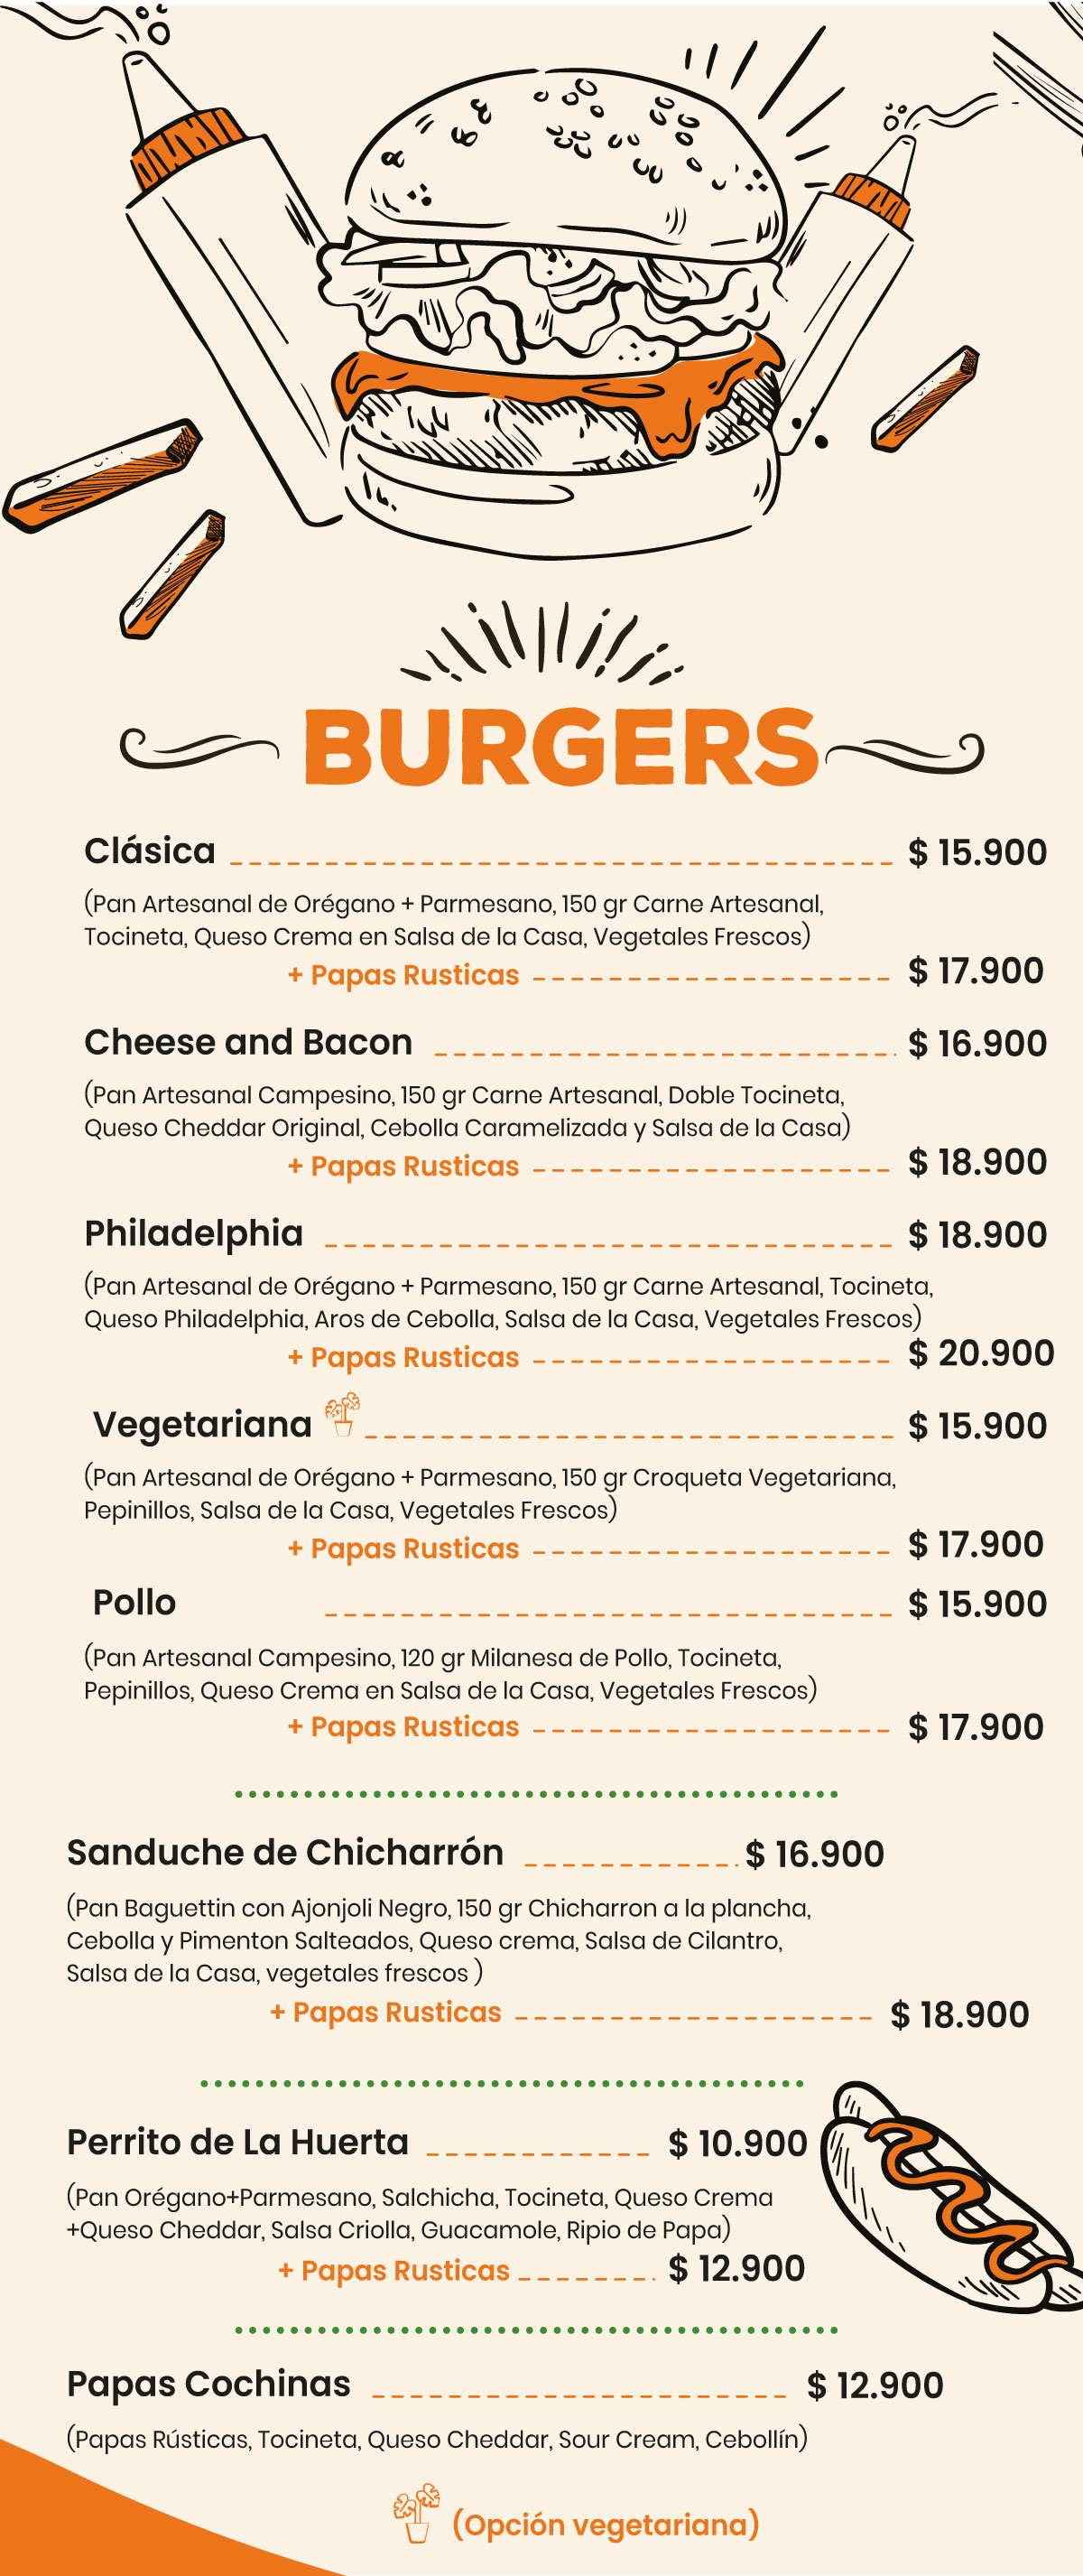 BURGERS
Clásica $ 15.900
(Pan Artesanal de Orégano + Parmesano, 150 gr Carne Artesanal,
Tocineta, Queso Crema en Salsa de la Casa, Vegetales Frescos)
+ Papas Rusticas $ 17.900
Cheese and Bacon $ 16.900
(Pan Artesanal Campesino, 150 gr Carne Artesanal, Doble Tocineta,
Queso Cheddar Original, Cebolla Caramelizada y Salsa de la Casa)
+ Papas Rusticas $ 18.900
Philadelphia $ 18.900
(Pan Artesanal de Orégano + Parmesano, 150 gr Carne Artesanal, Tocineta,
Queso Philadelphia, Aros de Cebolla, Salsa de la Casa, Vegetales Frescos)
+ Papas Rusticas $ 20.900
Vegetariana $ 15.900
(Pan Artesanal de Orégano + Parmesano, 150 gr Croqueta Vegetariana,
Pepinillos, Salsa de la Casa, Vegetales Frescos)
+ Papas Rusticas $ 17.900
Pollo $ 15.900
(Pan Artesanal Campesino, 120 gr Milanesa de Pollo, Tocineta,
Pepinillos, Queso Crema en Salsa de la Casa, Vegetales Frescos)
+ Papas Rusticas $ 17.900
Sanduche de Chicharrón $ 16.900
(Pan Baguettin con Ajonjoli Negro, 150 gr Chicharron a la plancha,
Cebolla y Pimenton Salteados, Queso crema, Salsa de Cilantro,
Salsa de la Casa, vegetales frescos )
+ Papas Rusticas $ 18.900
Perrito de La Huerta $ 10.900
(Pan Orégano+Parmesano, Salchicha, Tocineta, Queso Crema
+Queso Cheddar, Salsa Criolla, Guacamole, Ripio de Papa)
+ Papas Rusticas $ 12.900
Papas Cochinas $ 12.900
(Papas Rústicas, Tocineta, Queso Cheddar, Sour Cream, Cebollín)
(Opción vegetariana)